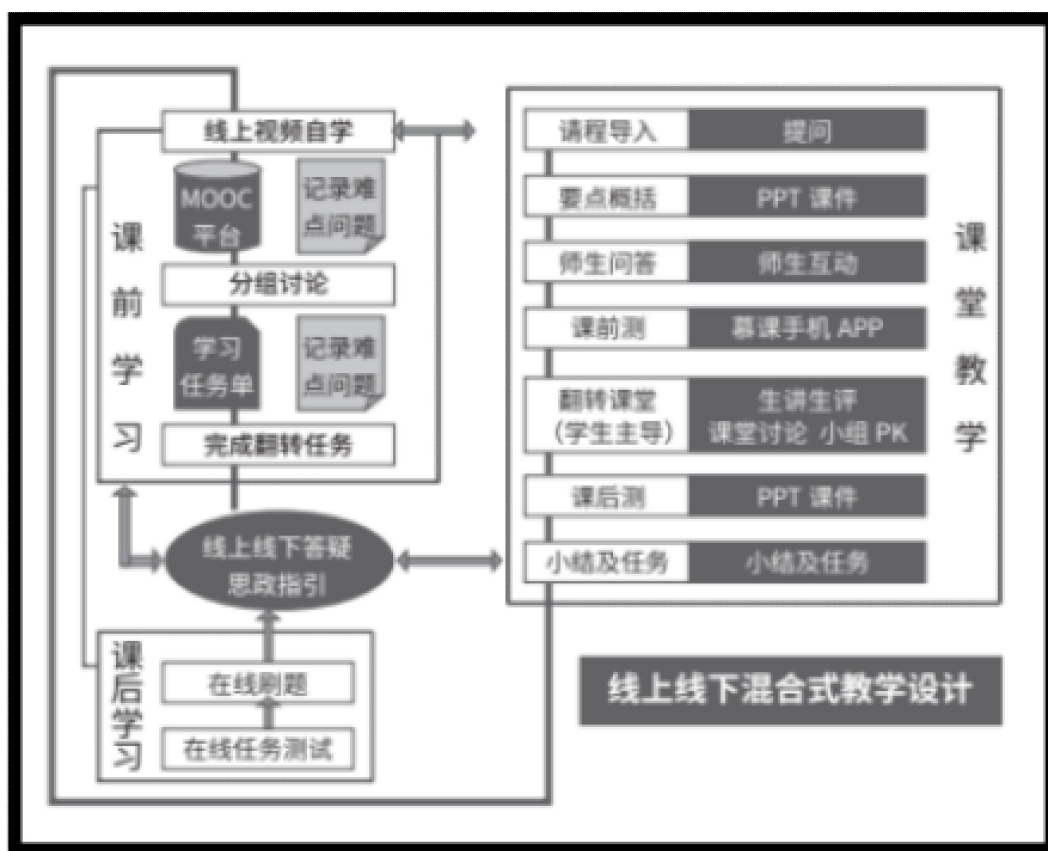 线上视频自学
MOOC
平台
记录难
点问题
分组讨论
学习
任务单
记录难
点问题
完成翻转任务
课前学习
线上线下答疑
思政指引
课后学习
在线刷题
在线任务测试
请程导入 提问
要点概括 PPT 课件
师生问答 师生互动
课前测 慕课手机 APP
翻转课堂
(学生主导)
生讲生评
课堂讨论 小组 PK
课后测 PPT 课件
小结及任务 小结及任务
课堂教学
线上线下混合式教学设计